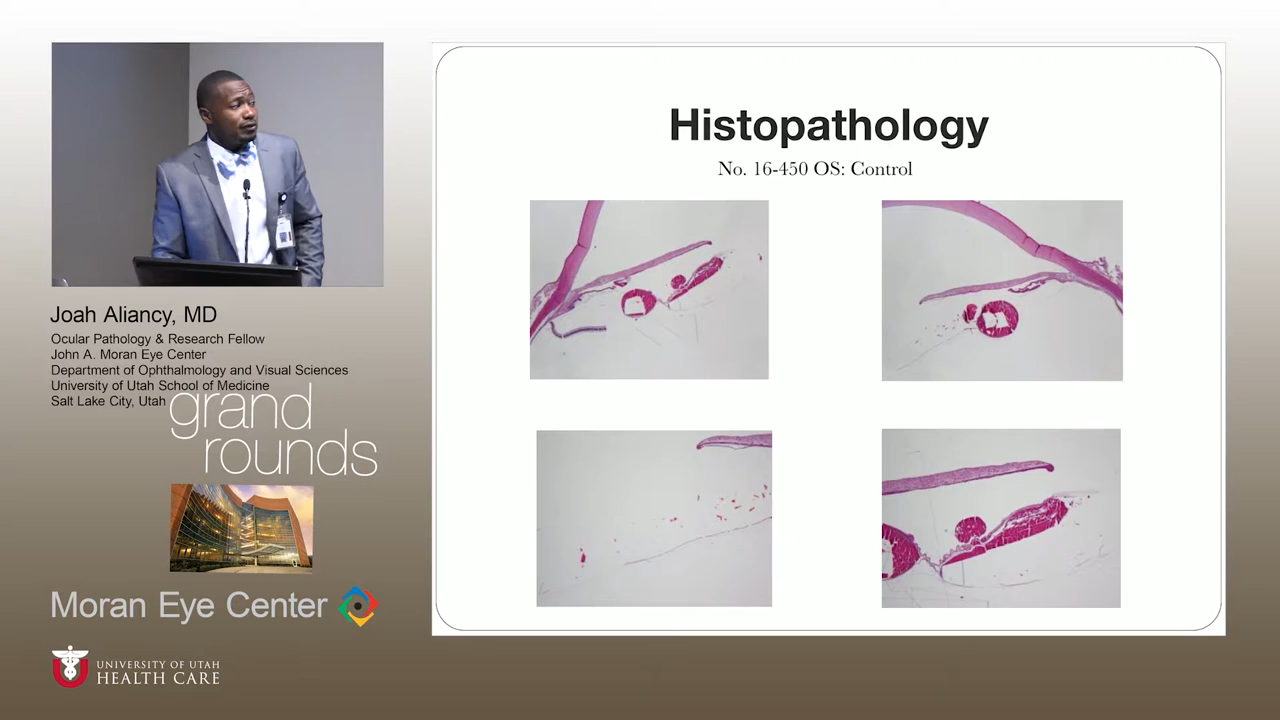 Histopathology
No. 16-450 OS: Control
Joah Aliancy, MD
Ocular Pathology & Research Fellow
John A. Moran Eye Center
Department of Ophthalmology and Visual Sciences
University of Utah School of Medicine
Salt Lake City, Utah
grand
rounds
Moran Eye Center
UNIVERSITY OF UTAH
HEALTH CARE